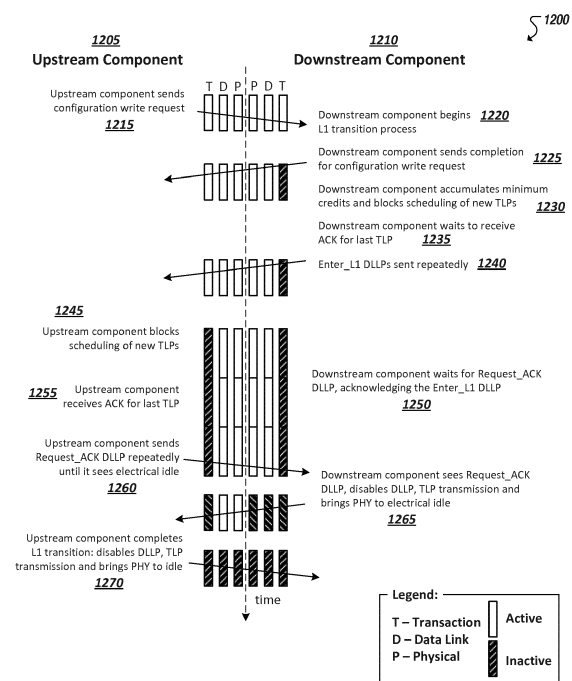 1200
1205
Upstream Component
1210
Downstream Component
T D P P D T
Upstream component sends
configuration write request
1215
Downstream component begins 1220
L1 transition process
Downstream component sends completion
for configuration write request 1225
Downstream component accumulates minimum
credits and blocks scheduling of new TLPs 1230
Downstream component waits to receive
ACK for last TLP 1235
Enter_L1 DLLPs sent repeatedly 1240
1245
Upstream component blocks
scheduling of new TLPs
Downstream component waits for Request_ACK
DLLP, acknowledging the Enter_L1 DLLP
1250
1255 Upstream component
receives ACK for last TLP
Upstream component sends
Request_ACK DLLP repeatedly
until it sees electrical idle
1260
Downstream component sees Request_ACK
DLLP, disables DLLP, TLP transmission and
brings PHY to electrical idle
1265
Upstream component completes
L1 transition: disables DLLP, TLP
transmission and brings PHY to idle
1270
time
Legend:
T – Transaction
D – Data Link
P – Physical
Active
Inactive